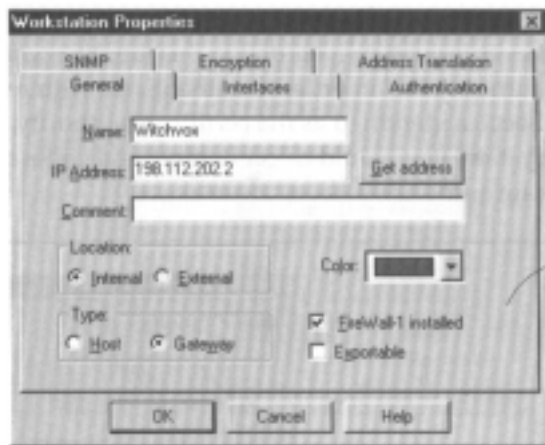 Workstation Properties
SNMP Encryption Address Translation
General Interfaces Authentication
Name: Witchvox
IP Address: 198.112.202.2 Get address
Comment:
Location: Color:
Internal External
Type: FireWall-1 installed
Host Gateway Exportable
OK Cancel Help